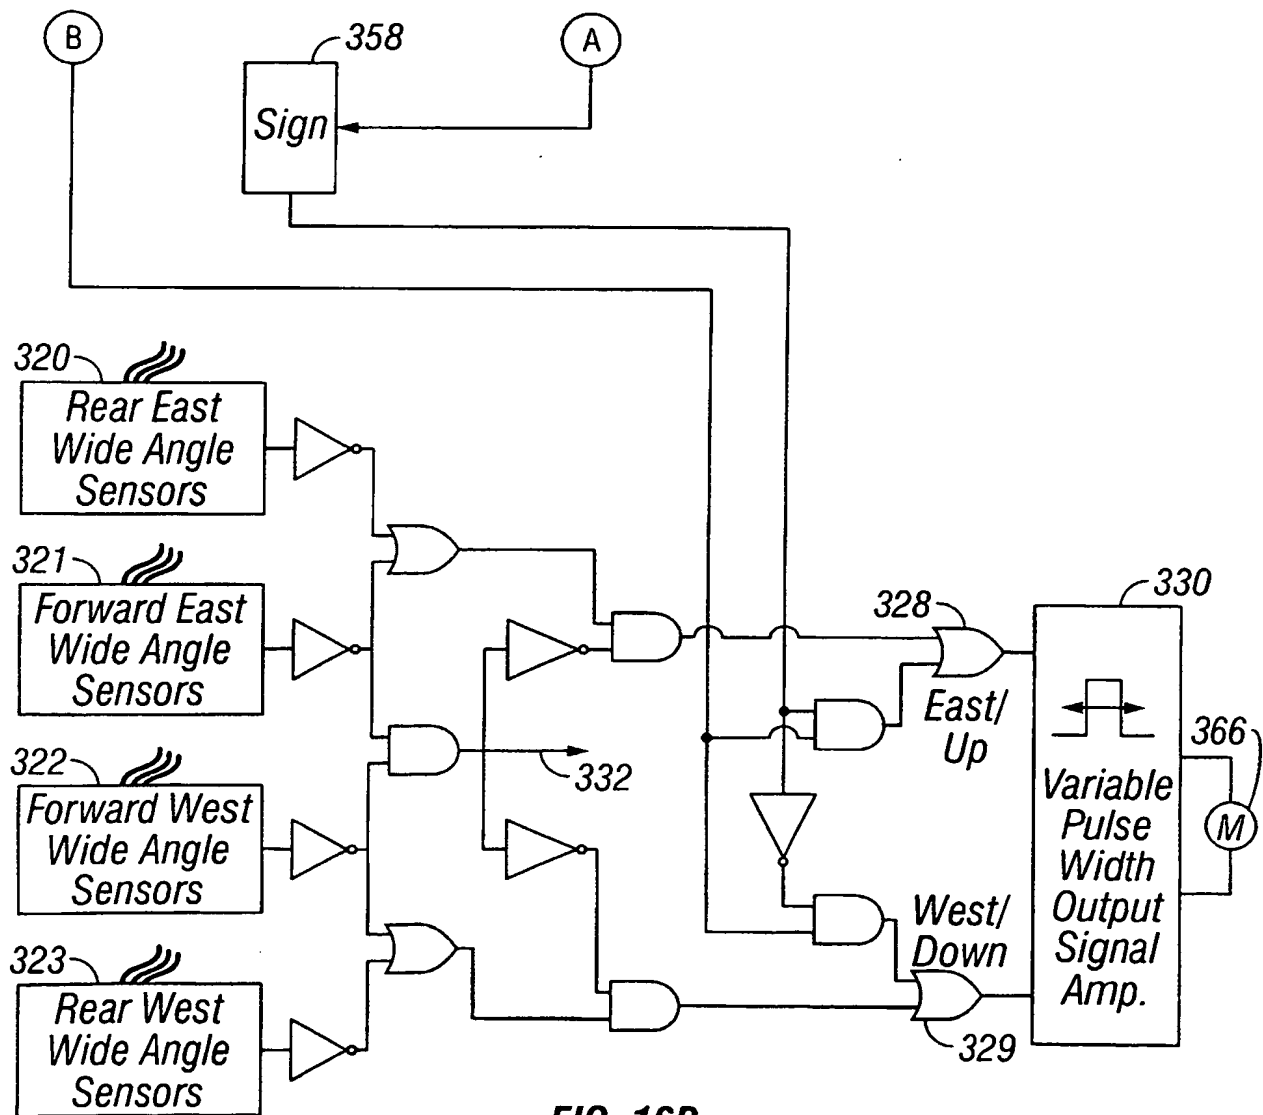 B
358
A
Sign
320
Rear East
Wide Angle
Sensors
321
Forward East
Wide Angle
Sensors
322
Forward West
Wide Angle
Sensors
323
Rear West
Wide Angle
Sensors
332
328
East/
Up
West/
Down
329
330
Variable
Pulse
Width
Output
Signal
Amp.
366
M